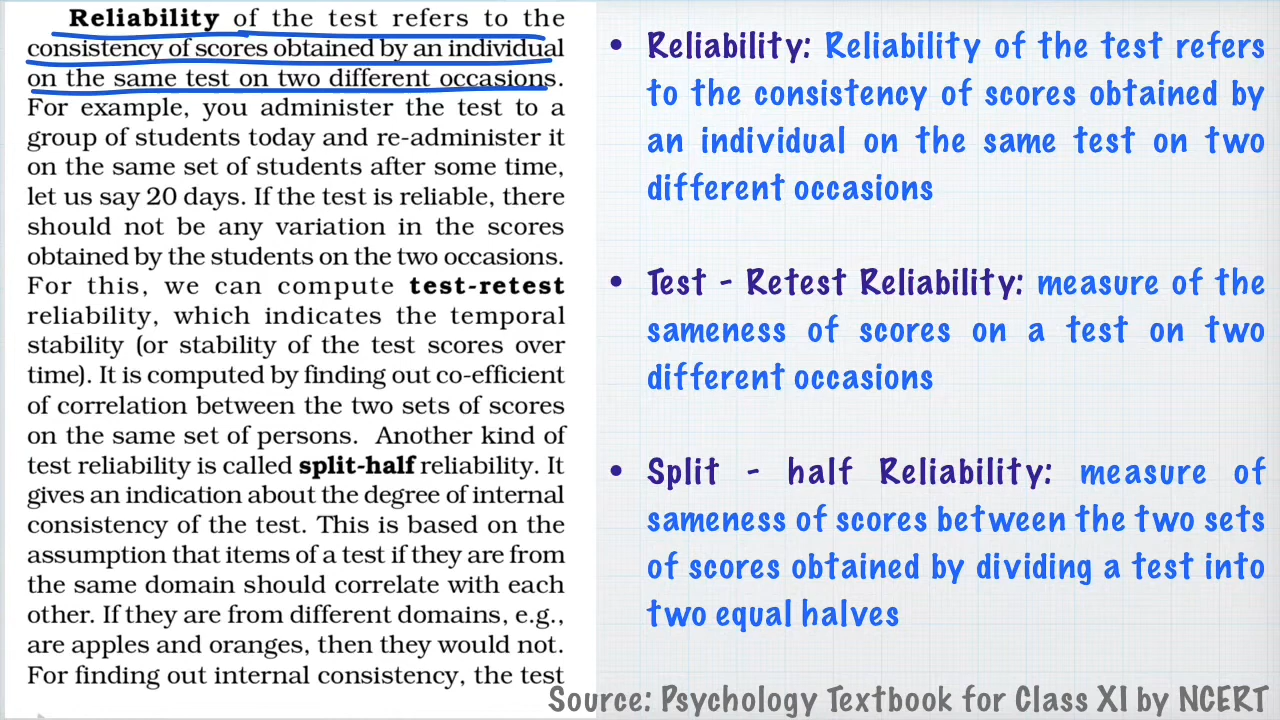 Reliability of the test refers to the
consistency of scores obtained by an individual
on the same test on two different occasions.
For example, you administer the test to a
group of students today and re-administer it
on the same set of students after some time,
let us say 20 days. If the test is reliable, there
should not be any variation in the scores
obtained by the students on the two occasions.
For this, we can compute test-retest
reliability, which indicates the temporal
stability (or stability of the test scores over
time). It is computed by finding out co-efficient
of correlation between the two sets of scores
on the same set of persons. Another kind of
test reliability is called split-half reliability. It
gives an indication about the degree of internal
consistency of the test. This is based on the
assumption that items of a test if they are from
the same domain should correlate with each
other. If they are from different domains, e.g.,
are apples and oranges, then they would not.
For finding out internal consistency, the test
• Reliability: Reliability of the test refers
to the consistency of scores obtained by
an individual on the same test on two
different occasions
• Test - Retest Reliability: measure of the
sameness of scores on a test on two
different occasions
• Split - half Reliability: measure of
sameness of scores between the two sets
of scores obtained by dividing a test into
two equal halves
Source: Psychology Textbook for Class XI by NCERT